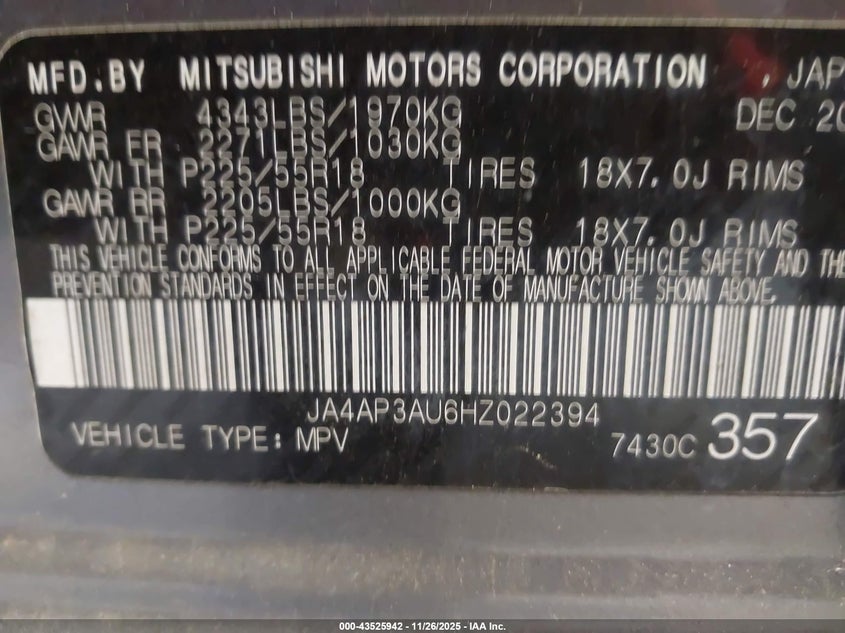 MFD.BY MITSUBISHI MOTORS CORPORATION , JAP
GVWR 4343LBS/1970KG DEC 20
GAWR FR 2271LBS/1030KG
WITH P225/55R18 TIRES 18X7.0J RIMS
GAWR RR 2205LBS/1000KG
WITH P225/55R18 TIRES 18X7.0J RIMS
THIS VEHICLE CONFORMS TO ALL APPLICABLE FEDERAL MOTOR VEHICLE SAFETY AND THE
PREVENTION STANDARDS IN EFFECT ON THE DATE OF MANUFACTURE SHOWN ABOVE.
JA4AP3AU6HZ022394
VEHICLE TYPE: MPV 7430C 357
000-43525942 - 11/26/2025 - IAA Inc.